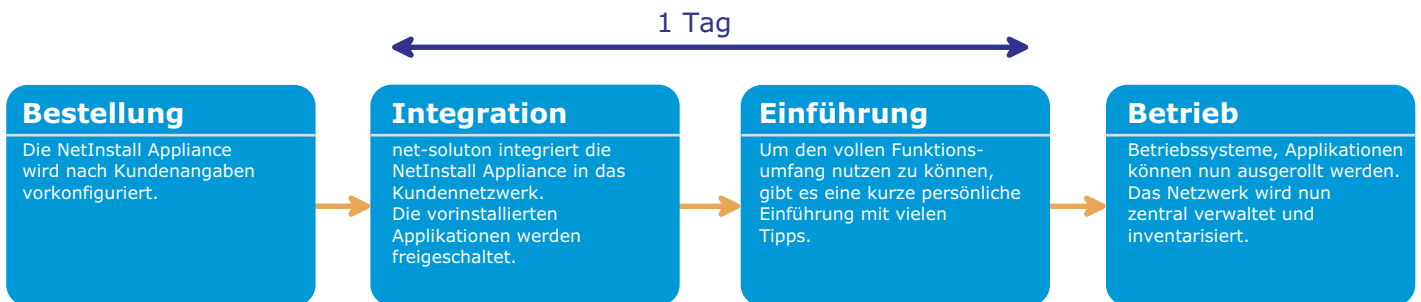 1 Tag
Bestellung
Die NetInstall Appliance
wird nach Kundenangaben
vorkonfiguriert.
Integration
net-soluton integriert die
NetInstall Appliance in das
Kundennetzwerk.
Die vorinstallierten
Applikationen werden
freigeschaltet.
Einführung
Um den vollen Funktions-
umfang nutzen zu können,
gibt es eine kurze persönliche
Einführung mit vielen
Tipps.
Betrieb
Betriebssysteme, Applikationen
können nun ausgerollt werden.
Das Netzwerk wird nun
zentral verwaltet und
inventarisiert.